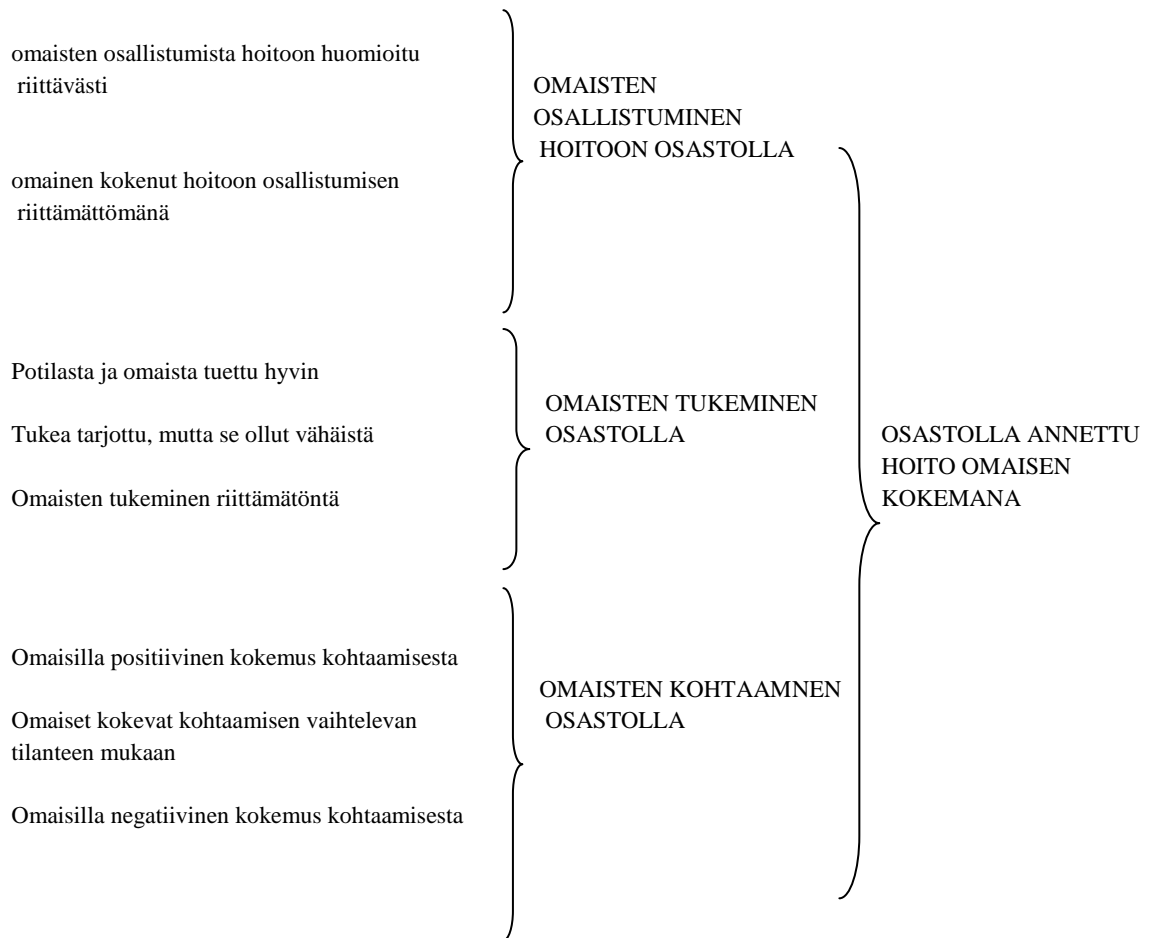 omaisten osallistumista hoitoon huomioitu
riittävästi
omainen kokenut hoitoon osallistumisen
riittämättömänä
OMAISTEN
OSALLISTUMINEN
HOITOON OSASTOLLA
Potilasta ja omaista tuettu hyvin
Tukea tarjottu, mutta se ollut vähäistä
Omaisten tukeminen riittämätöntä
OMAISTEN TUKEMINEN
OSASTOLLA
Omaisilla positiivinen kokemus kohtaamisesta
Omaiset kokevat kohtaamisen vaihtelevan
tilanteen mukaan
Omaisilla negatiivinen kokemus kohtaamisesta
OMAISTEN KOHTAAMNEN
OSASTOLLA
OSASTOLLA ANNETTU
HOITO OMAISEN
KOKEMANA